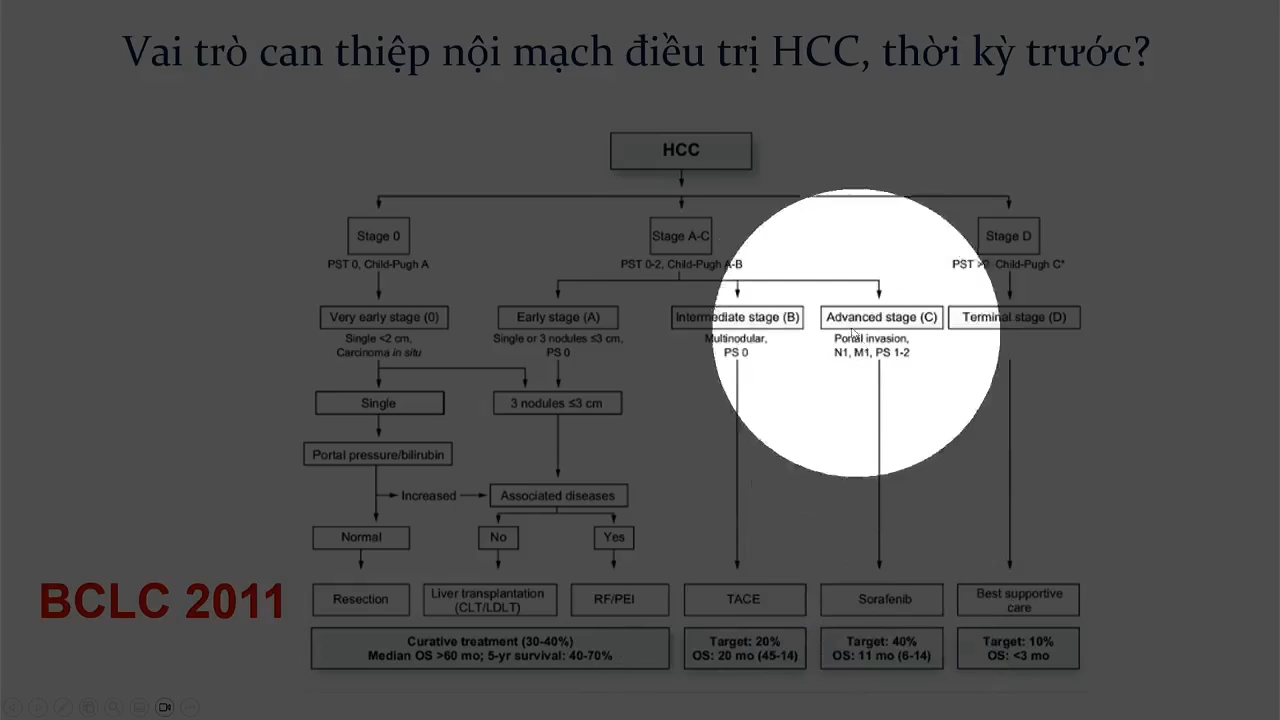 Vai trò can thiệp nội mạch điều trị HCC, thời kỳ trước?
HCC
Stage 0
Stage A-C
Stage D
PST 0, Child-Pugh A
PST 0-2, Child-Pugh A-B
PST >2, Child-Pugh C*
Very early stage (0)
Early stage (A)
Intermediate stage (B)
Advanced stage (C)
Terminal stage (D)
Single <2 cm,
Carcinoma in situ
Single or 3 nodules ≤3 cm,
PS 0
Multinodular,
PS 0
Portal invasion,
N1, M1, PS 1-2
Single
3 nodules ≤3 cm
Portal pressure/bilirubin
Increased
Associated diseases
Normal
No
Yes
BCLC 2011
Resection
Liver transplantation
(CLT/LDLT)
RF/PEI
TACE
Sorafenib
Best supportive
care
Curative treatment (30-40%)
Median OS >60 mo; 5-yr survival: 40-70%
Target: 20%
OS: 20 mo (45-14)
Target: 40%
OS: 11 mo (6-14)
Target: 10%
OS: <3 mo